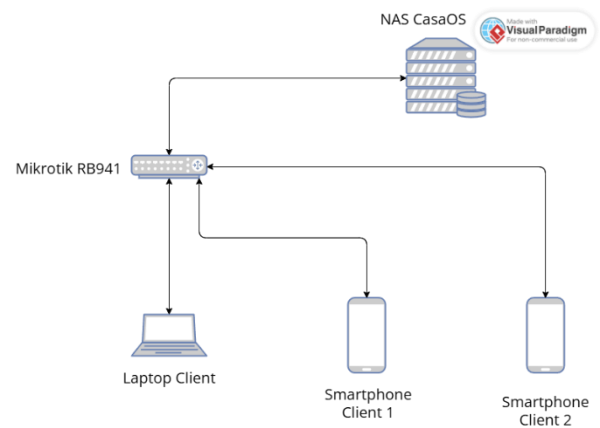 NAS CasaOS
Made with
Visual Paradigm
For non-commercial use
Mikrotik RB941
Laptop Client
Smartphone
Client 1
Smartphone
Client 2